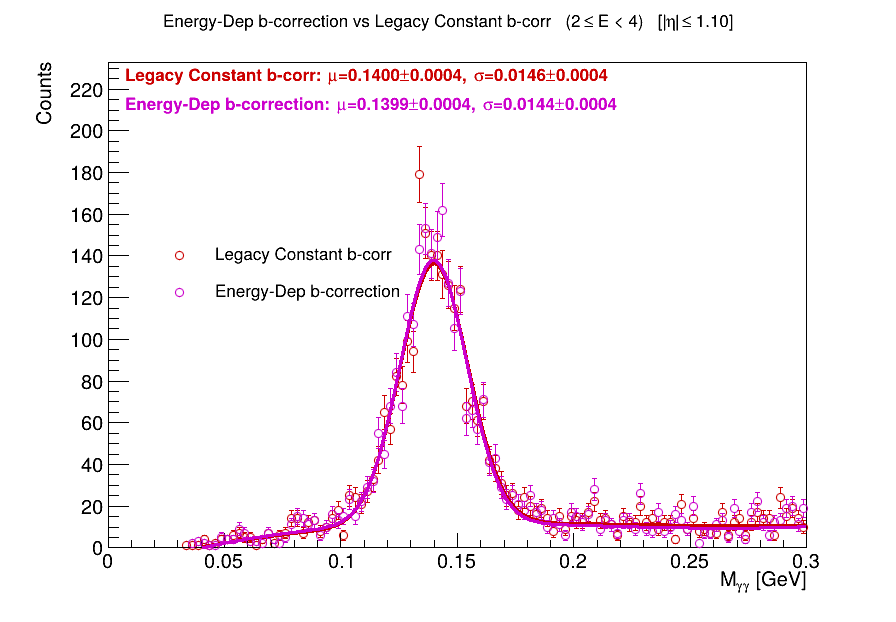 Energy-Dep b-correction vs Legacy Constant b-corr (2 ≤ E < 4) [|η| ≤ 1.10]
Counts
Legacy Constant b-corr: μ=0.1400±0.0004, σ=0.0146±0.0004
Energy-Dep b-correction: μ=0.1399±0.0004, σ=0.0144±0.0004
220
200
180
160
140
120
100
80
60
40
20
0
Legacy Constant b-corr
Energy-Dep b-correction
0 0.05 0.1 0.15 0.2 0.25 0.3
Mγγ [GeV]